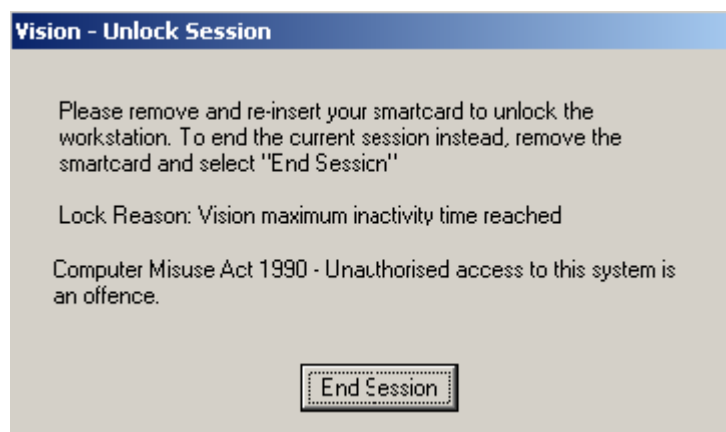 Vision - Unlock Session
Please remove and re-insert your smartcard to unlock the
workstation. To end the current session instead, remove the
smartcard and select "End Session"
Lock Reason: Vision maximum inactivity time reached
Computer Misuse Act 1990 - Unauthorised access to this system is
an offence.
End Session